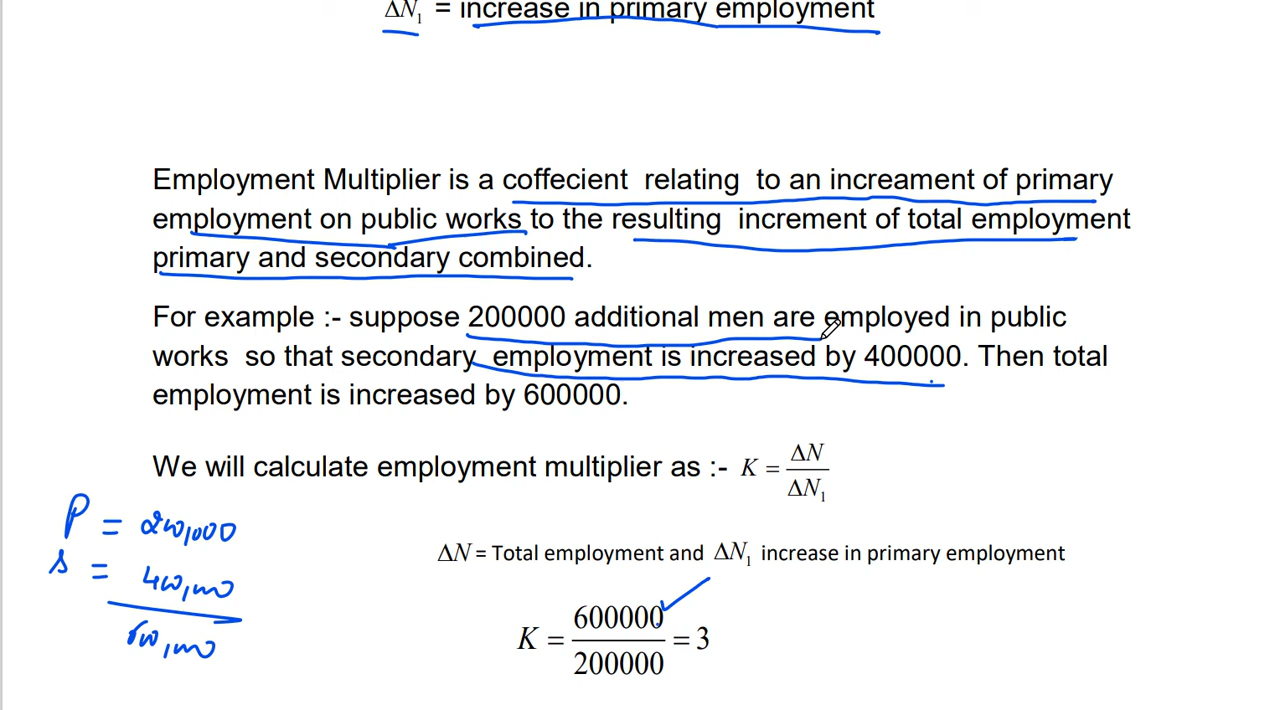 ΔN₁ = increase in primary employment
Employment Multiplier is a coffecient relating to an increament of primary
employment on public works to the resulting increment of total employment
primary and secondary combined.
For example :- suppose 200000 additional men are employed in public
works so that secondary employment is increased by 400000. Then total
employment is increased by 600000.
We will calculate employment multiplier as :- K = ΔN / ΔN₁
P = 200,000
S = 400,000
600,000
ΔN = Total employment and ΔN₁ increase in primary employment
K = 600000 / 200000 = 3